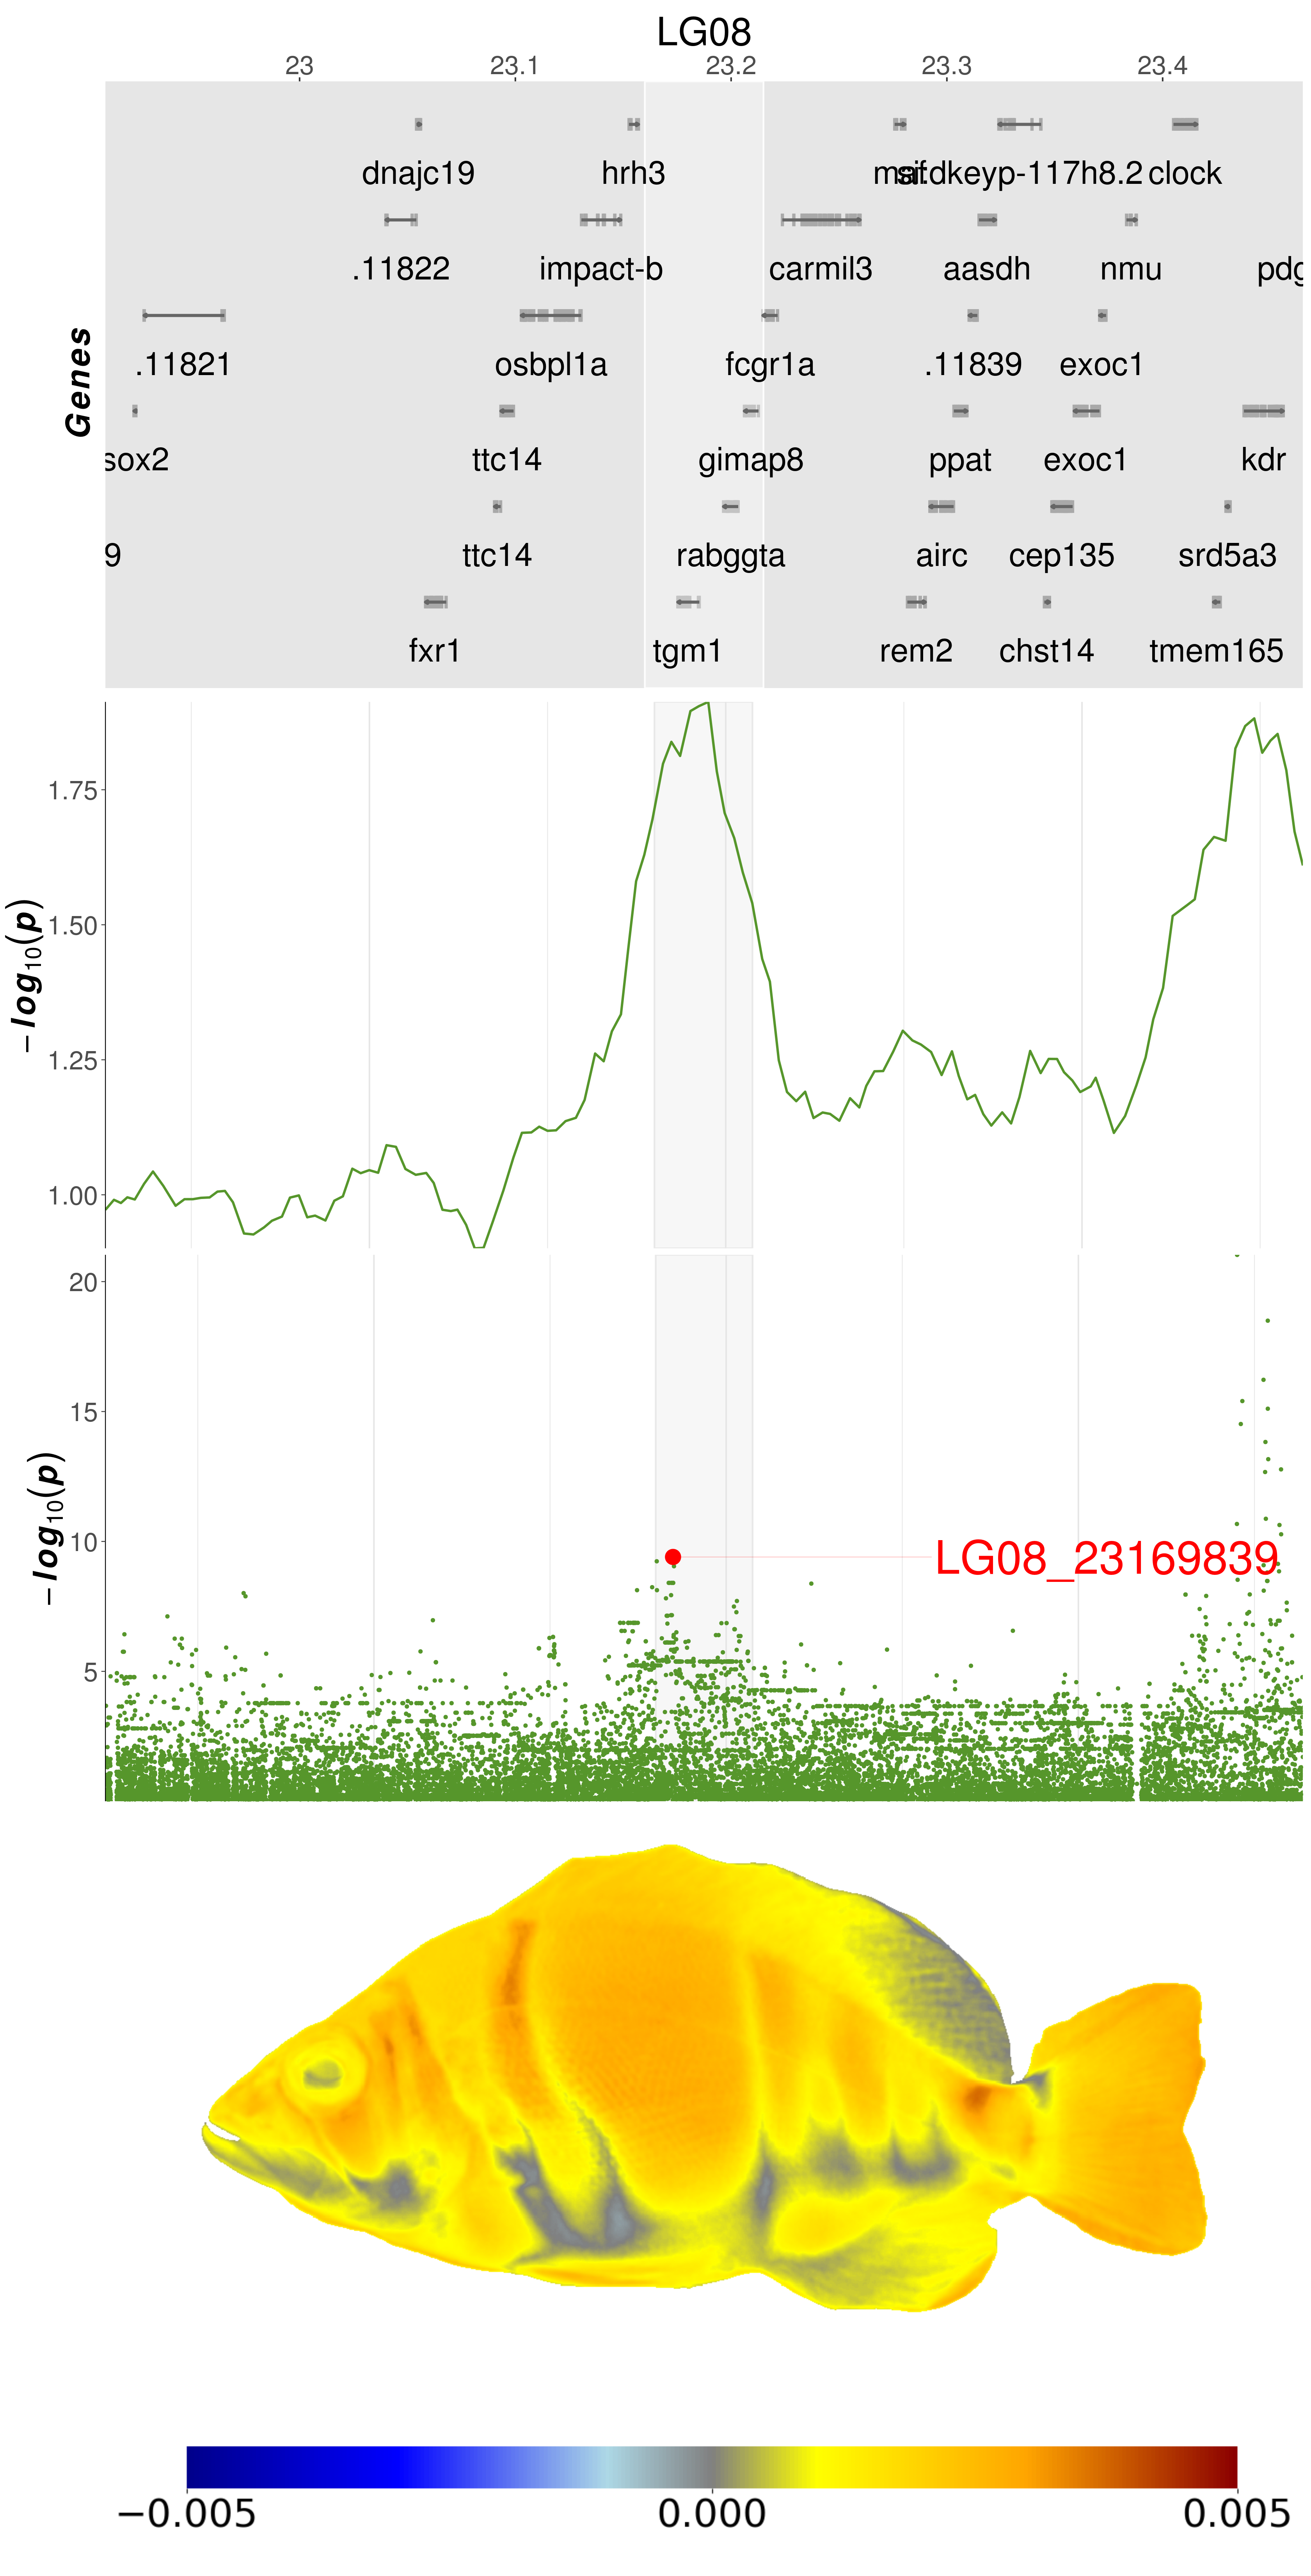 LG08
23 23.1 23.2 23.3 23.4
Genes
dnajc19 hrh3 dkeyp-117h8.2 clock
.11822 impact-b carmil3 aasdh nmu pdg
.11821 osbpl1a fcgr1a .11839 exoc1
sox2 ttc14 gimap8 ppat exoc1 kdr
9 ttc14 rabggta airc cep135 srd5a3
fxr1 tgm1 rem2 chst14 tmem165
−log10(p)
1.75
1.50
1.25
1.00
−log10(p)
20
15
10
5
LG08_23169839
−0.005 0.000 0.005